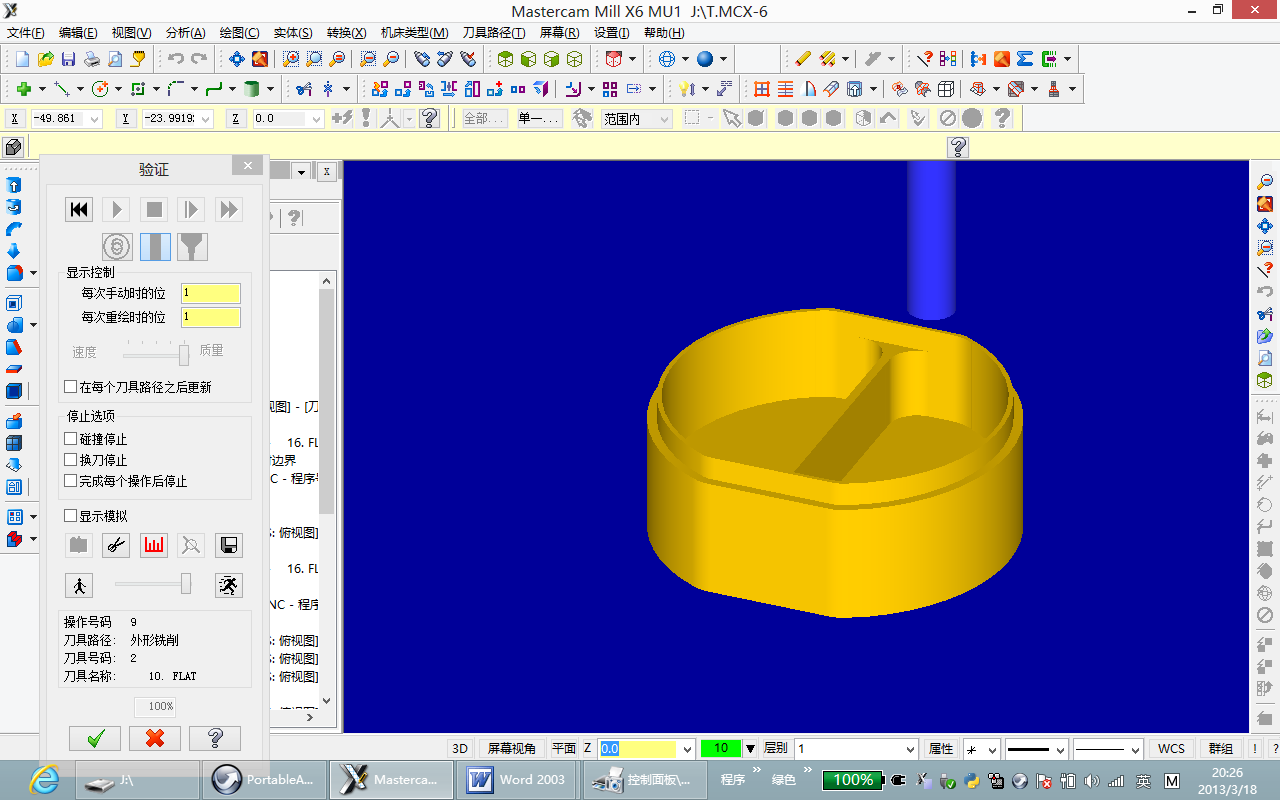 Mastercam Mill X6 MU1 J:\T.MCX-6
文件(F) 编辑(E) 视图(V) 分析(A) 绘图(C) 实体(S) 转换(X) 机床类型(M) 刀具路径(T) 屏幕(R) 设置(I) 帮助(H)
X -49.861 Y -23.9919: Z 0.0 全部... 单一... 范围内
验证
显示控制
每次手动时的位 1
每次重绘时的位 1
速度 质量
在每个刀具路径之后更新
停止选项
碰撞停止
换刀停止
完成每个操作后停止
显示模拟
操作号码 9
刀具路径: 外形铣削
刀具号码: 2
刀具名称: 10. FLAT
100%
视图] - [刀
16. FL
边界
C - 程序号
S: 俯视图]
16. FL
NC - 程序
S: 俯视图]
S: 俯视图]
S: 俯视图]
3D 屏幕视角 平面 Z 0.0 10 层别 1 属性 WCS 群组 ! ?
J:\ PortableA... Masterca... Word 2003 控制面板\... 程序 » 绿色 » 100% 英 M
20:26
2013/3/18